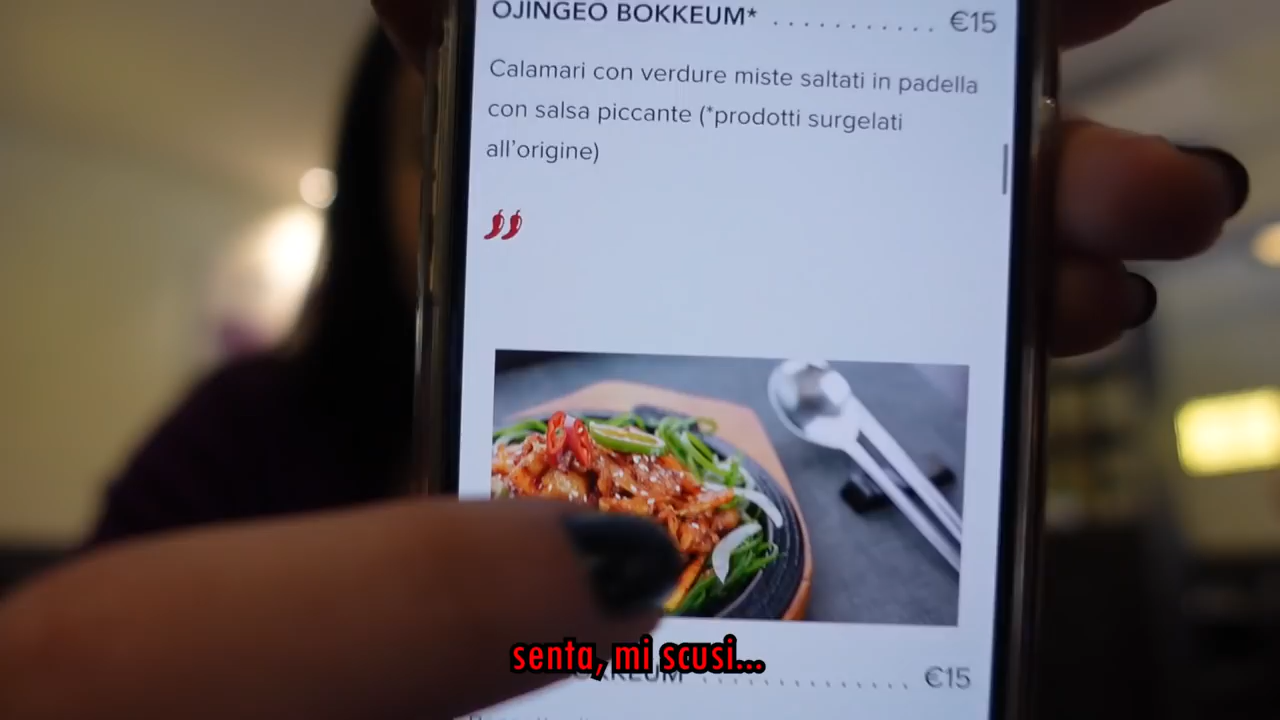 OJINGEO BOKKEUM* ........... €15
Calamari con verdure miste saltati in padella
con salsa piccante (*prodotti surgelati
all'origine)
senta, mi scusi...
€15